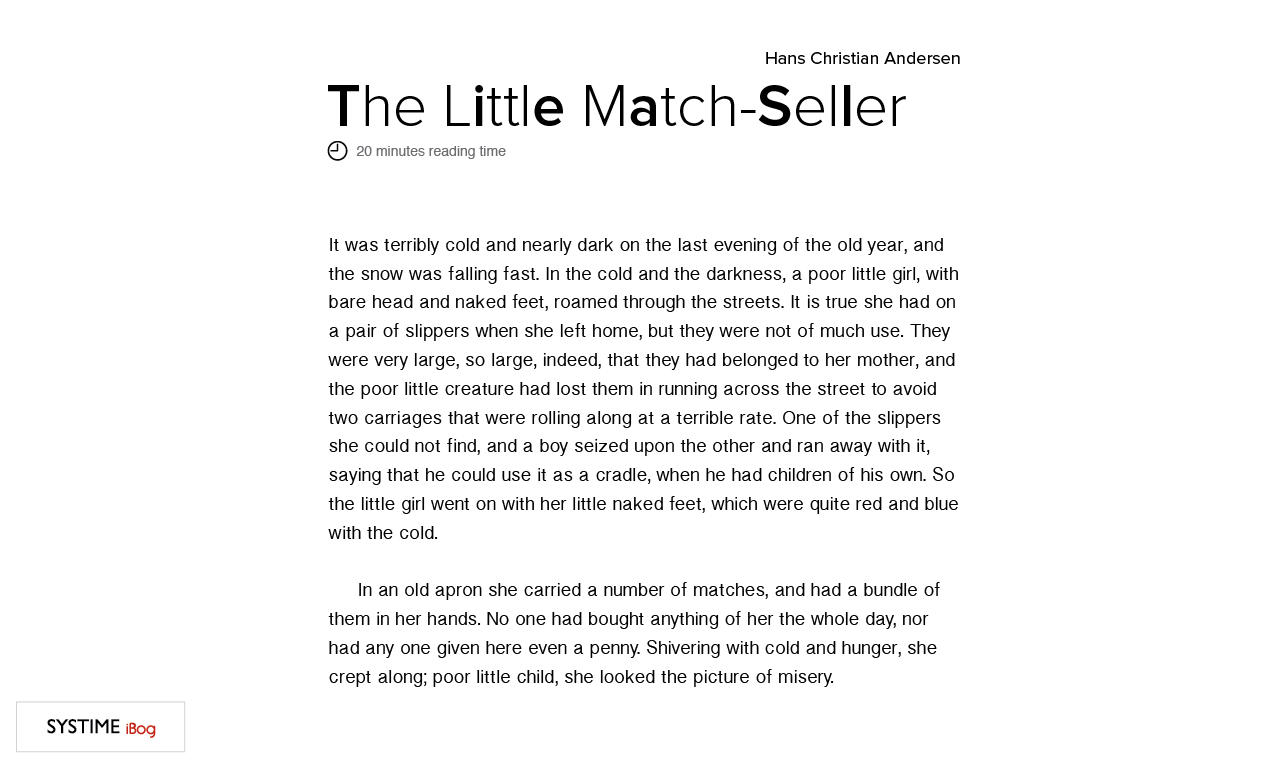 Hans Christian Andersen
The Little Match-Seller
20 minutes reading time
It was terribly cold and nearly dark on the last evening of the old year, and
the snow was falling fast. In the cold and the darkness, a poor little girl, with
bare head and naked feet, roamed through the streets. It is true she had on
a pair of slippers when she left home, but they were not of much use. They
were very large, so large, indeed, that they had belonged to her mother, and
the poor little creature had lost them in running across the street to avoid
two carriages that were rolling along at a terrible rate. One of the slippers
she could not find, and a boy seized upon the other and ran away with it,
saying that he could use it as a cradle, when he had children of his own. So
the little girl went on with her little naked feet, which were quite red and blue
with the cold.
In an old apron she carried a number of matches, and had a bundle of
them in her hands. No one had bought anything of her the whole day, nor
had any one given here even a penny. Shivering with cold and hunger, she
crept along; poor little child, she looked the picture of misery.
SYSTIME iBog